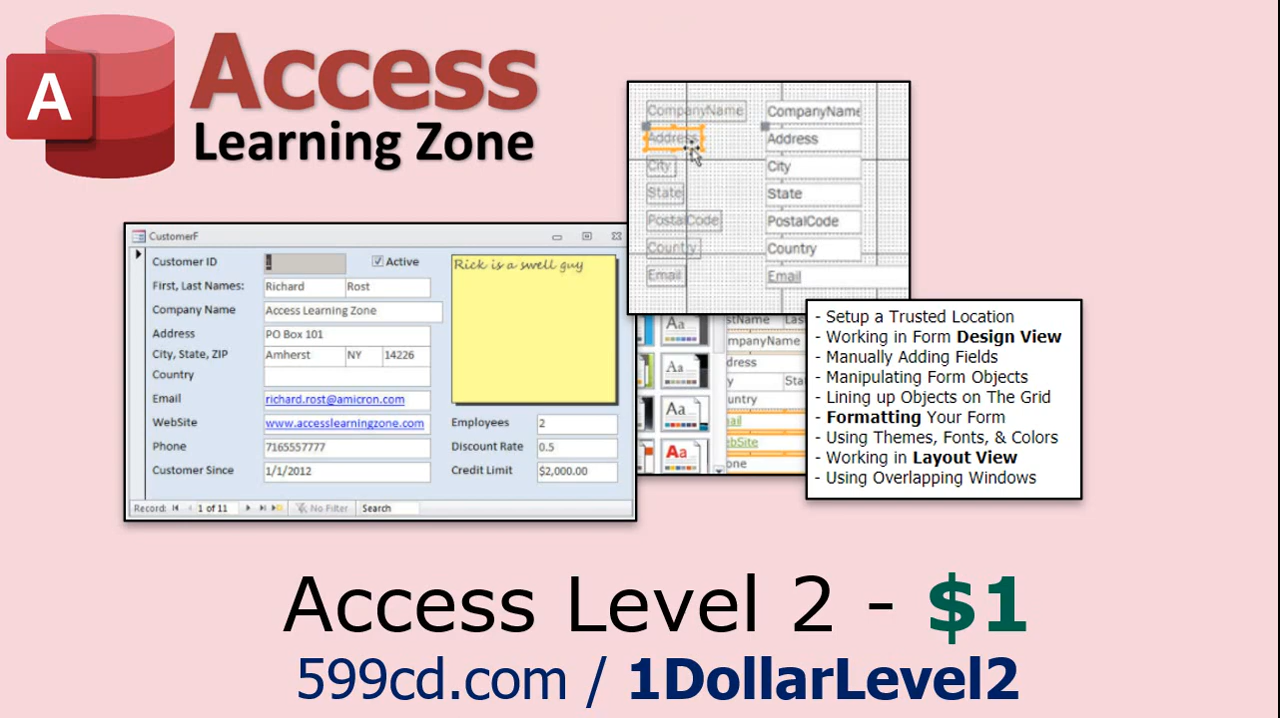 A
Access
Learning Zone
CustomerF
Customer ID
Active
First, Last Names:
Richard
Rost
Company Name
Access Learning Zone
Address
PO Box 101
City, State, ZIP
Amherst
NY
14226
Country
Email
richard.rost@amicron.com
WebSite
www.accesslearningzone.com
Phone
7165557777
Customer Since
1/1/2012
Rick is a swell guy
Employees
2
Discount Rate
0.5
Credit Limit
$2,000.00
Record:
1 of 11
No Filter
Search
CompanyName
CompanyName
Address
Address
City
City
State
State
PostalCode
PostalCode
Country
Country
Email
Email
Aa
Aa
Aa
Aa
- Setup a Trusted Location
- Working in Form Design View
- Manually Adding Fields
- Manipulating Form Objects
- Lining up Objects on The Grid
- Formatting Your Form
- Using Themes, Fonts, & Colors
- Working in Layout View
- Using Overlapping Windows
Access Level 2 - $1
599cd.com / 1DollarLevel2